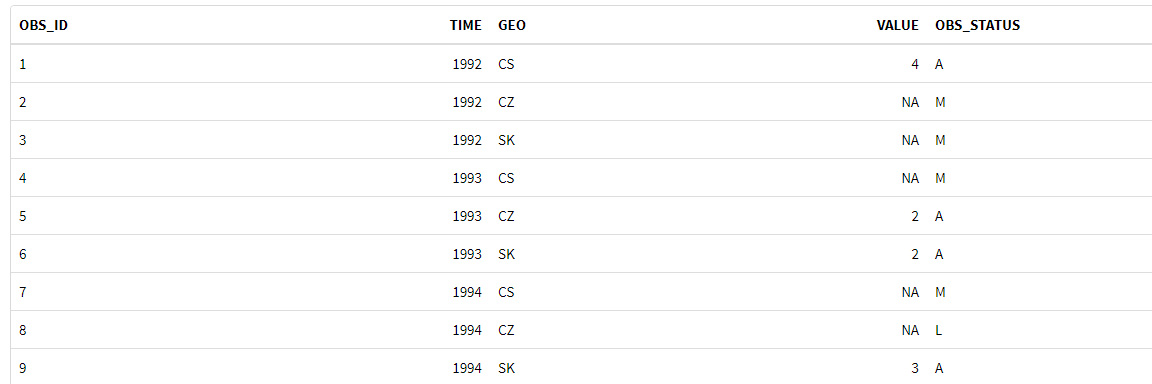 OBS_ID TIME GEO VALUE OBS_STATUS
1 1992 CS 4 A
2 1992 CZ NA M
3 1992 SK NA M
4 1993 CS NA M
5 1993 CZ 2 A
6 1993 SK 2 A
7 1994 CS NA M
8 1994 CZ NA L
9 1994 SK 3 A